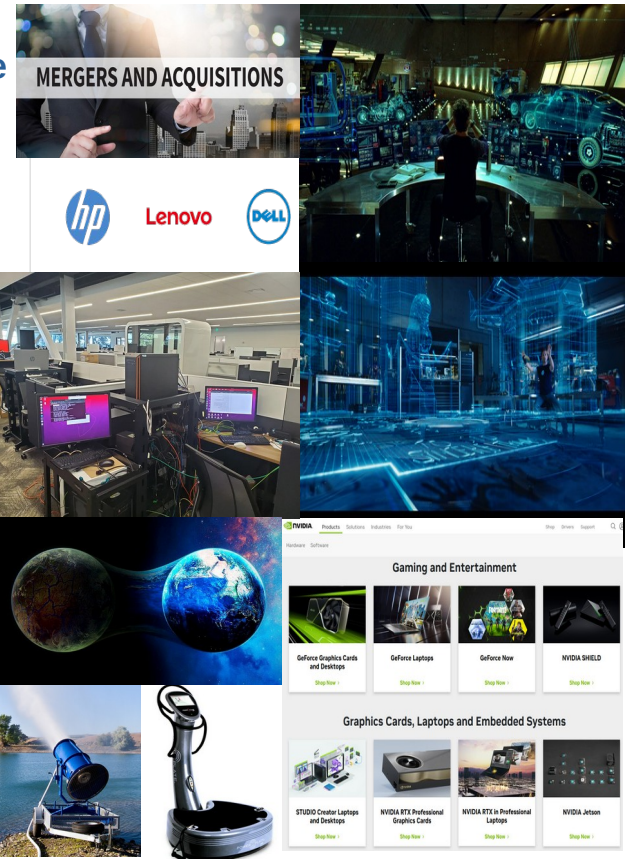 e
MERGERS AND ACQUISITIONS
hp
Lenovo
DELL
NVIDIA Products Solutions Industries For You Shop Drivers Support
Hardware Software
Gaming and Entertainment
GeForce Graphics Cards
and Desktops
Shop Now >
GeForce Laptops
Shop Now >
GeForce Now
Shop Now >
NVIDIA SHIELD
Shop Now >
Graphics Cards, Laptops and Embedded Systems
STUDIO Creator Laptops
and Desktops
Shop Now >
NVIDIA RTX Professional
Graphics Cards
Shop Now >
NVIDIA RTX in Professional
Laptops
Shop Now >
NVIDIA Jetson
Shop Now >